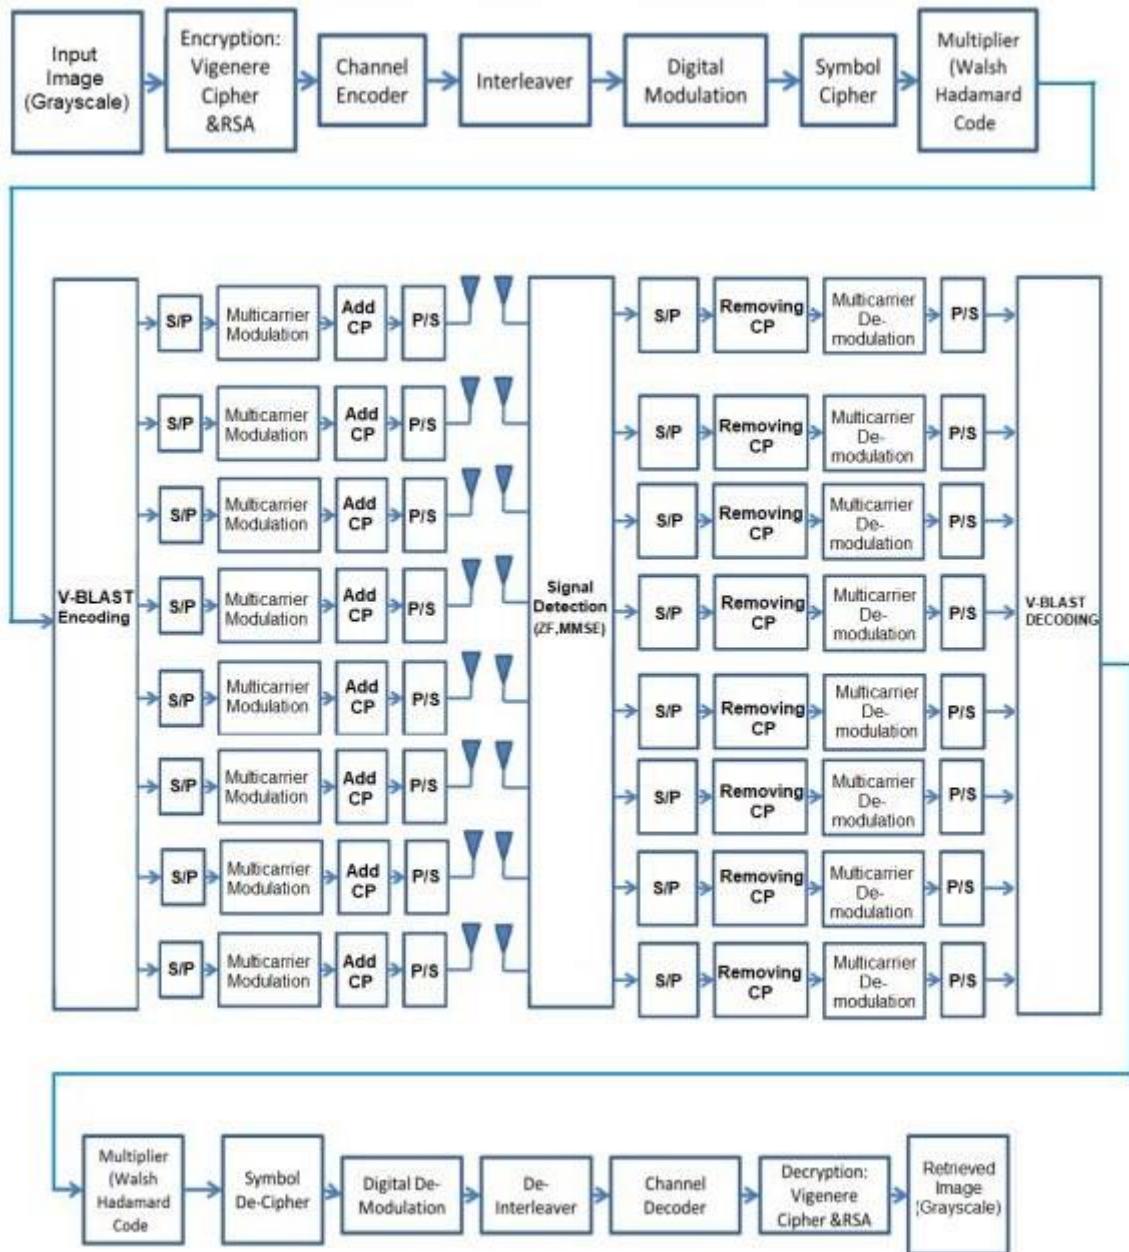 Input
Image
(Grayscale)
Encryption:
Vigenere
Cipher
&RSA
Channel
Encoder
Interleaver
Digital
Modulation
Symbol
Cipher
Multiplier
(Walsh
Hadamard
Code
V-BLAST
Encoding
S/P
Multicarrier
Modulation
Add
CP
P/S
S/P
Multicarrier
Modulation
Add
CP
P/S
S/P
Multicarrier
Modulation
Add
CP
P/S
S/P
Multicarrier
Modulation
Add
CP
P/S
S/P
Multicarrier
Modulation
Add
CP
P/S
S/P
Multicarrier
Modulation
Add
CP
P/S
S/P
Multicarrier
Modulation
Add
CP
P/S
S/P
Multicarrier
Modulation
Add
CP
P/S
Signal
Detection
(ZF,MMSE)
S/P
Removing
CP
Multicarrier
De-
modulation
P/S
S/P
Removing
CP
Multicarrier
De-
modulation
P/S
S/P
Removing
CP
Multicarrier
De-
modulation
P/S
S/P
Removing
CP
Multicarrier
De-
modulation
P/S
S/P
Removing
CP
Multicarrier
De-
modulation
P/S
S/P
Removing
CP
Multicarrier
De-
modulation
P/S
S/P
Removing
CP
Multicarrier
De-
modulation
P/S
S/P
Removing
CP
Multicarrier
De-
modulation
P/S
V-BLAST
DECODING
Multiplier
(Walsh
Hadamard
Code
Symbol
De-Cipher
Digital De-
Modulation
De-
Interleaver
Channel
Decoder
Decryption:
Vigenere
Cipher &RSA
Retrieved
Image
(Grayscale)